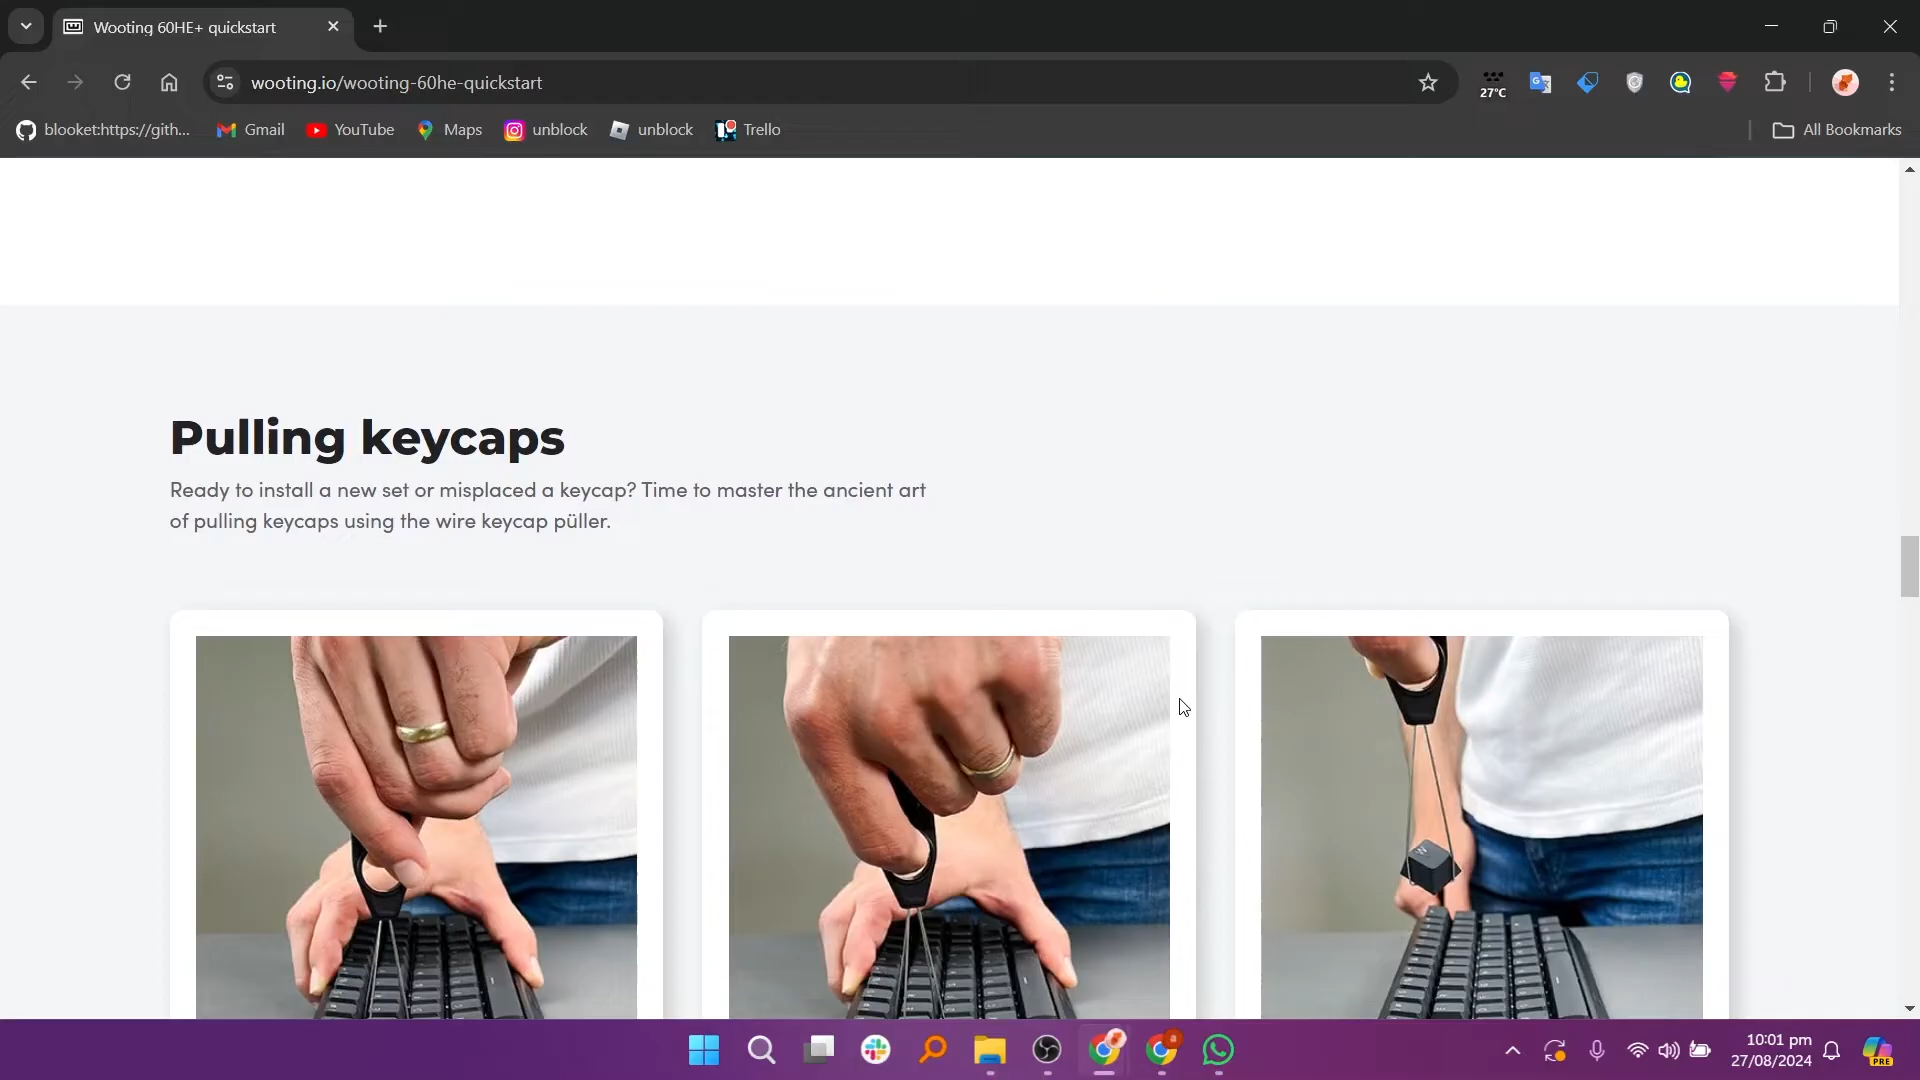 Wooting 60HE+ quickstart
wooting.io/wooting-60he-quickstart
27°C
blooket:https://gith...
Gmail
YouTube
Maps
unblock
unblock
Trello
All Bookmarks
Pulling keycaps
Ready to install a new set or misplaced a keycap? Time to master the ancient art
of pulling keycaps using the wire keycap püller.
W
10:01 pm
27/08/2024
PRE